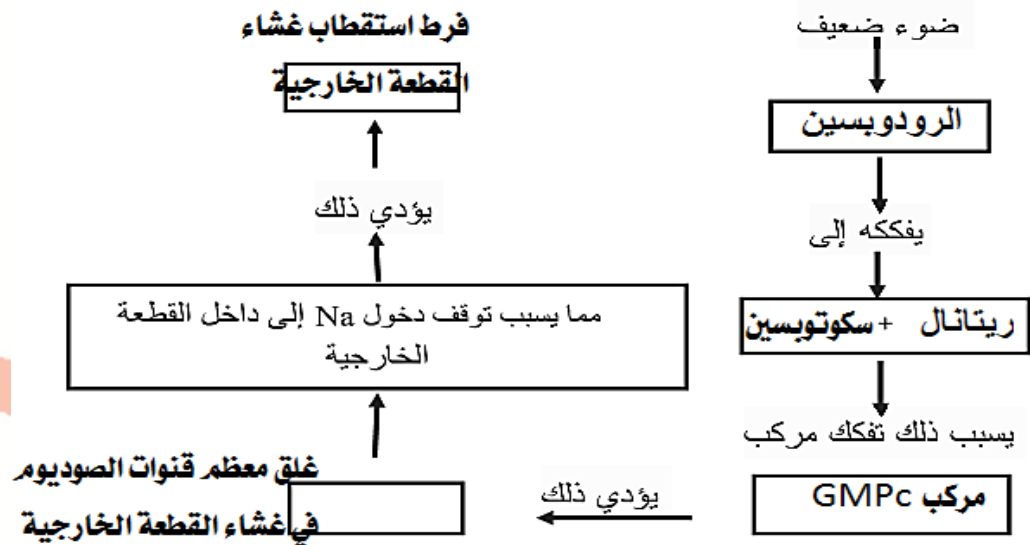 ضوء ضعيف
الرودوبسين
يفككه إلى
ريتانال + سكوتوبسين
يسبب ذلك تفكك مركب
مركب GMPc
يؤدي ذلك
غلق معظم قنوات الصوديوم
في غشاء القطعة الخارجية
مما يسبب توقف دخول Na إلى داخل القطعة
الخارجية
يؤدي ذلك
فرط استقطاب غشاء
القطعة الخارجية